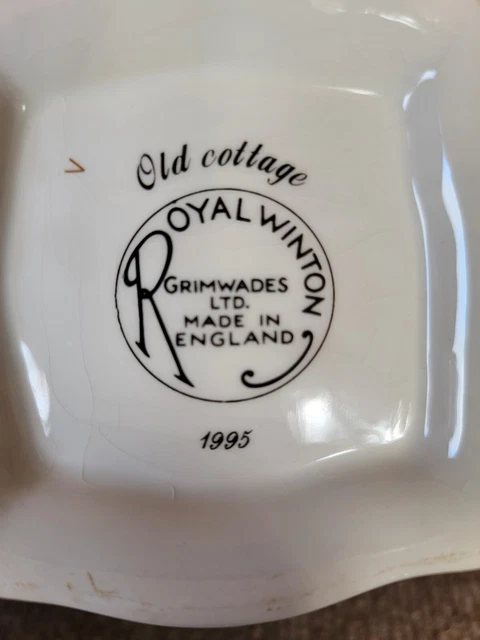 Old cottage
ROYAL WINTON
GRIMWADES
LTD.
MADE IN
ENGLAND
1995